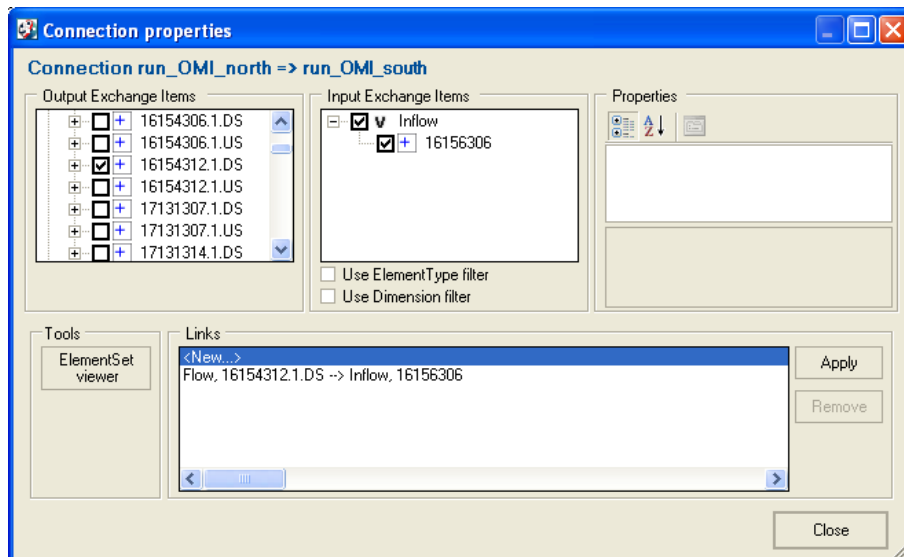 Connection properties
Connection run_OMI_north => run_OMI_south
Output Exchange Items
16154306.1.DS
16154306.1.US
16154312.1.DS
16154312.1.US
17131307.1.DS
17131307.1.US
17131314.1.DS
Input Exchange Items
Inflow
16156306
Use ElementType filter
Use Dimension filter
Properties
A
Z
Tools
ElementSet
viewer
Links
<New...>
Flow, 16154312.1.DS --> Inflow, 16156306
Apply
Remove
Close